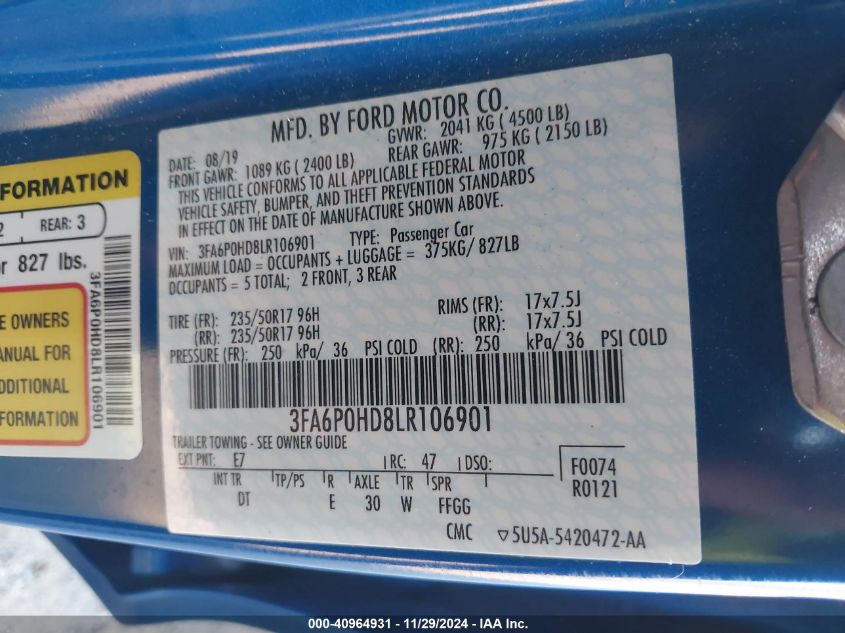 MFD. BY FORD MOTOR CO.
DATE: 08/19 GVWR: 2041 KG ( 4500 LB)
FRONT GAWR: 1089 KG ( 2400 LB) REAR GAWR: 975 KG ( 2150 LB)
THIS VEHICLE CONFORMS TO ALL APPLICABLE FEDERAL MOTOR
VEHICLE SAFETY, BUMPER, AND THEFT PREVENTION STANDARDS
IN EFFECT ON THE DATE OF MANUFACTURE SHOWN ABOVE.
VIN: 3FA6P0HD8LR106901 TYPE: Passenger Car
MAXIMUM LOAD = OCCUPANTS + LUGGAGE = 375KG/ 827LB
OCCUPANTS = 5 TOTAL; 2 FRONT, 3 REAR
TIRE (FR): 235/50R17 96H RIMS (FR): 17x7.5J
(RR): 235/50R17 96H (RR): 17x7.5J
PRESSURE (FR): 250 kPa/ 36 PSI COLD (RR): 250 kPa/ 36 PSI COLD
3FA6P0HD8LR106901
TRAILER TOWING - SEE OWNER GUIDE
EXT PNT: E7 RC: 47 DSO: F0074
INT TR TP/PS R AXLE TR SPR R0121
DT E 30 W FFGG
CMC 5U5A-5420472-AA
FORMATION
2 REAR: 3
or 827 lbs.
3FA6P0HD8LR106901
E OWNERS
ANUAL FOR
DDITIONAL
FORMATION
000-40964931 - 11/29/2024 - IAA Inc.